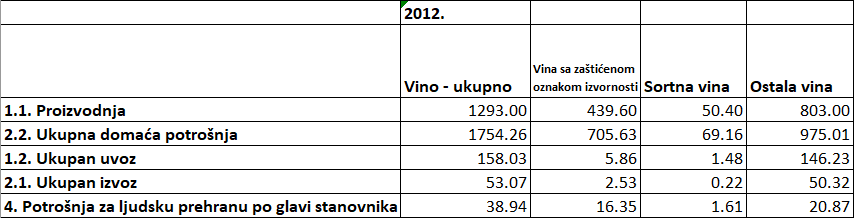 2012.
Vino - ukupno	Vina sa zaštićenom oznakom izvornosti	Sortna vina	Ostala vina
1.1. Proizvodnja	1293.00	439.60	50.40	803.00
2.2. Ukupna domaća potrošnja	1754.26	705.63	69.16	975.01
1.2. Ukupan uvoz	158.03	5.86	1.48	146.23
2.1. Ukupan izvoz	53.07	2.53	0.22	50.32
4. Potrošnja za ljudsku prehranu po glavi stanovnika	38.94	16.35	1.61	20.87